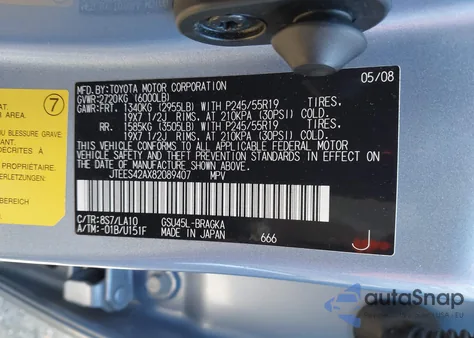 7
AREA.
BLESSURE GRAVE
MFD.BY:TOYOTA MOTOR CORPORATION 05/08
GVWR:2720KG (6000LB)
GAWR:FRT. 1340KG (2955LB) WITH P245/55R19 TIRES,
19X7 1/2J RIMS, AT 210KPA (30PSI) COLD
RR. 1585KG (3505LB) WITH P245/55R19 TIRES,
19X7 1/2J RIMS, AT 210KPA (30PSI) COLD
THIS VEHICLE CONFORMS TO ALL APPLICABLE FEDERAL MOTOR
VEHICLE SAFETY STANDARDS IN EFFECT ON THE DATE
OF MANUFACTURE SHOWN ABOVE.
JTEES42AX82089407 MPV
C/TR:8S7/LA10 GSU45L-BRAGKA
A/TM:-01B/U151F MADE IN JAPAN 666
J
autoSnap